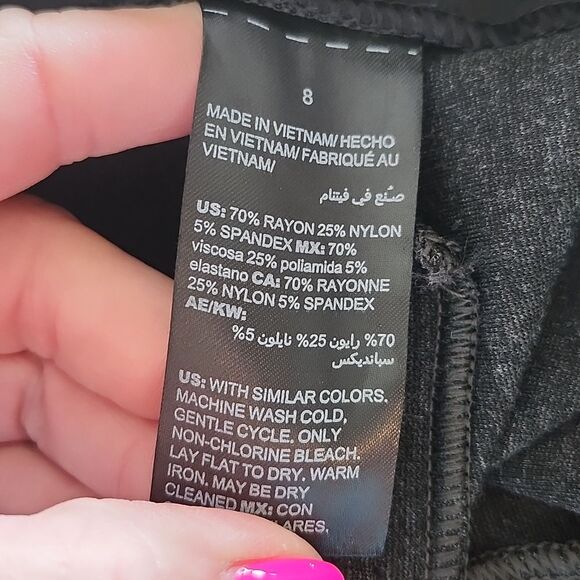 8
MADE IN VIETNAM/ HECHO
EN VIETNAM/ FABRIQUÉ AU
VIETNAM/
صُنع في فيتنام
US: 70% RAYON 25% NYLON
5% SPANDEX MX: 70%
viscosa 25% poliamida 5%
elastano CA: 70% RAYONNE
25% NYLON 5% SPANDEX
AE/KW:
70% رايون 25% نايلون 5%
سباندكس
US: WITH SIMILAR COLORS.
MACHINE WASH COLD,
GENTLE CYCLE. ONLY
NON-CHLORINE BLEACH.
LAY FLAT TO DRY. WARM
IRON. MAY BE DRY
CLEANED MX: CON